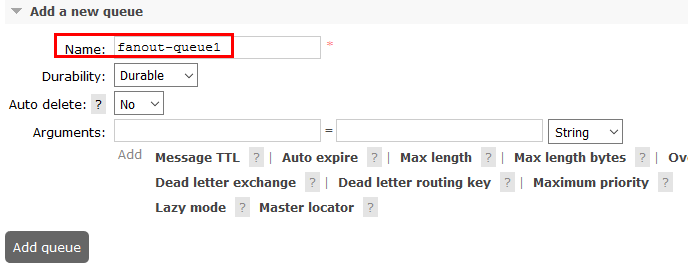 Add a new queue
Name: fanout-queue1 *
Durability: Durable
Auto delete: ? No
Arguments: = String
Add Message TTL ? | Auto expire ? | Max length ? | Max length bytes ? | Ov
Dead letter exchange ? | Dead letter routing key ? | Maximum priority ?
Lazy mode ? Master locator ?
Add queue